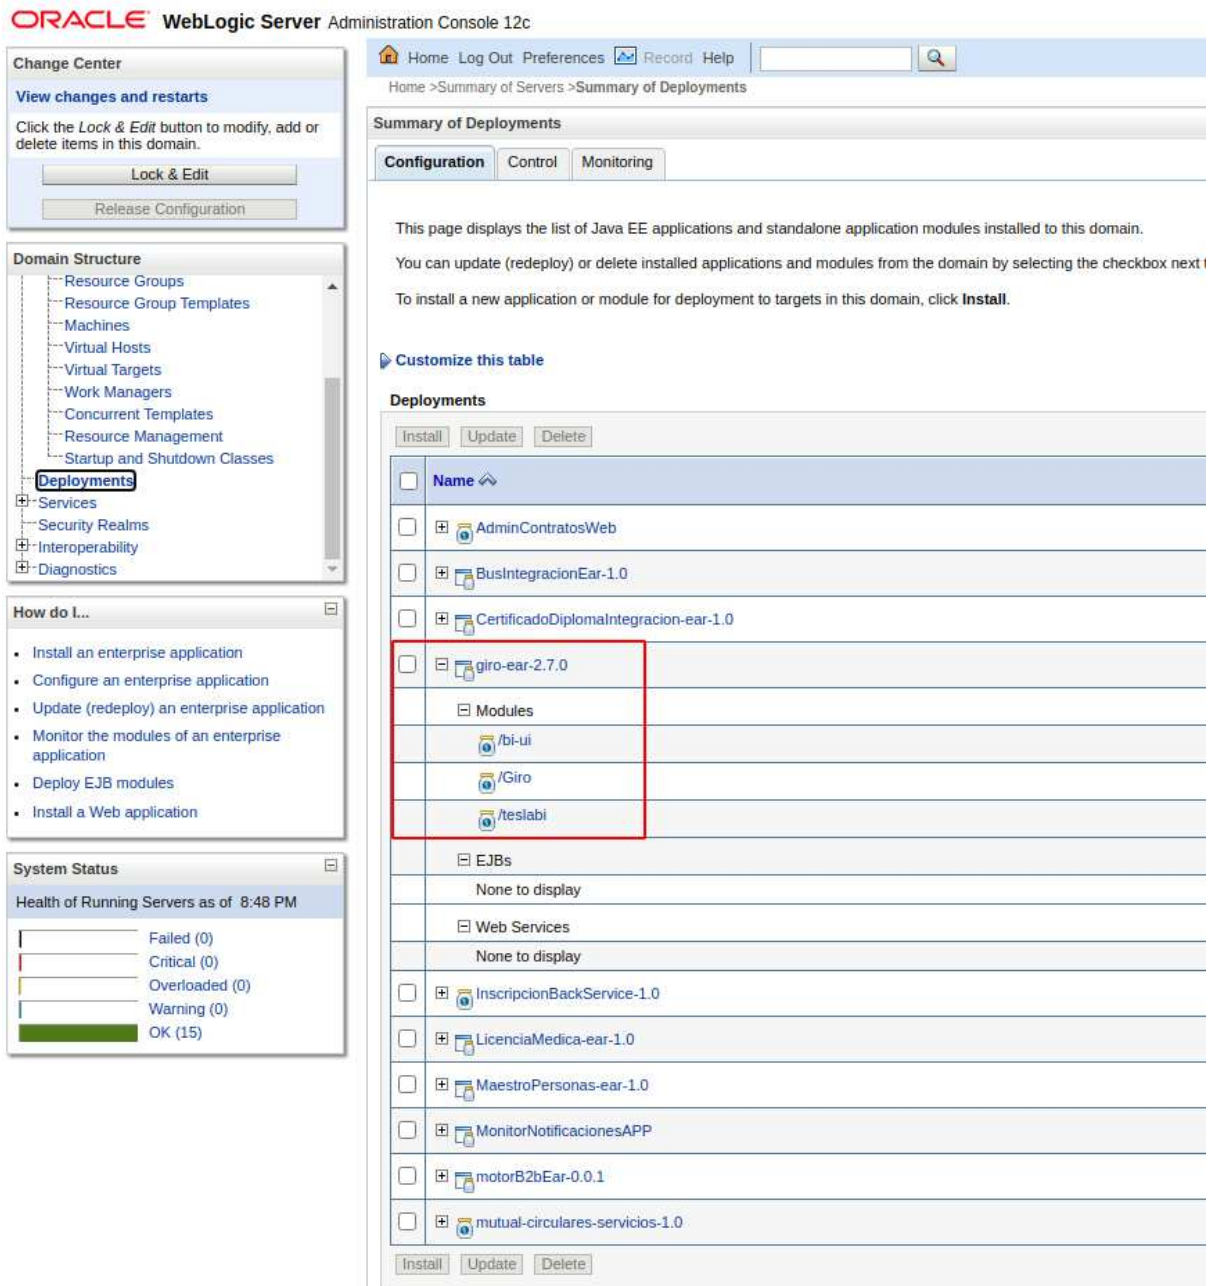 ORACLE WebLogic Server Administration Console 12c
Change Center
View changes and restarts
Click the Lock & Edit button to modify, add or
delete items in this domain.
Lock & Edit
Release Configuration
Domain Structure
Resource Groups
Resource Group Templates
Machines
Virtual Hosts
Virtual Targets
Work Managers
Concurrent Templates
Resource Management
Startup and Shutdown Classes
Deployments
Services
Security Realms
Interoperability
Diagnostics
How do I...
Install an enterprise application
Configure an enterprise application
Update (redeploy) an enterprise application
Monitor the modules of an enterprise
application
Deploy EJB modules
Install a Web application
System Status
Health of Running Servers as of 8:48 PM
Failed (0)
Critical (0)
Overloaded (0)
Warning (0)
OK (15)
Home Log Out Preferences Record Help
Home >Summary of Servers >Summary of Deployments
Summary of Deployments
Configuration Control Monitoring
This page displays the list of Java EE applications and standalone application modules installed to this domain.
You can update (redeploy) or delete installed applications and modules from the domain by selecting the checkbox next
To install a new application or module for deployment to targets in this domain, click Install.
Customize this table
Deployments
Install Update Delete
Name
AdminContratosWeb
BusIntegracionEar-1.0
CertificadoDiplomaIntegracion-ear-1.0
giro-ear-2.7.0
Modules
/bi-ui
/Giro
/teslabi
EJBs
None to display
Web Services
None to display
InscripcionBackService-1.0
LicenciaMedica-ear-1.0
MaestroPersonas-ear-1.0
MonitorNotificacionesAPP
motorB2bEar-0.0.1
mutual-circulares-servicios-1.0
Install Update Delete